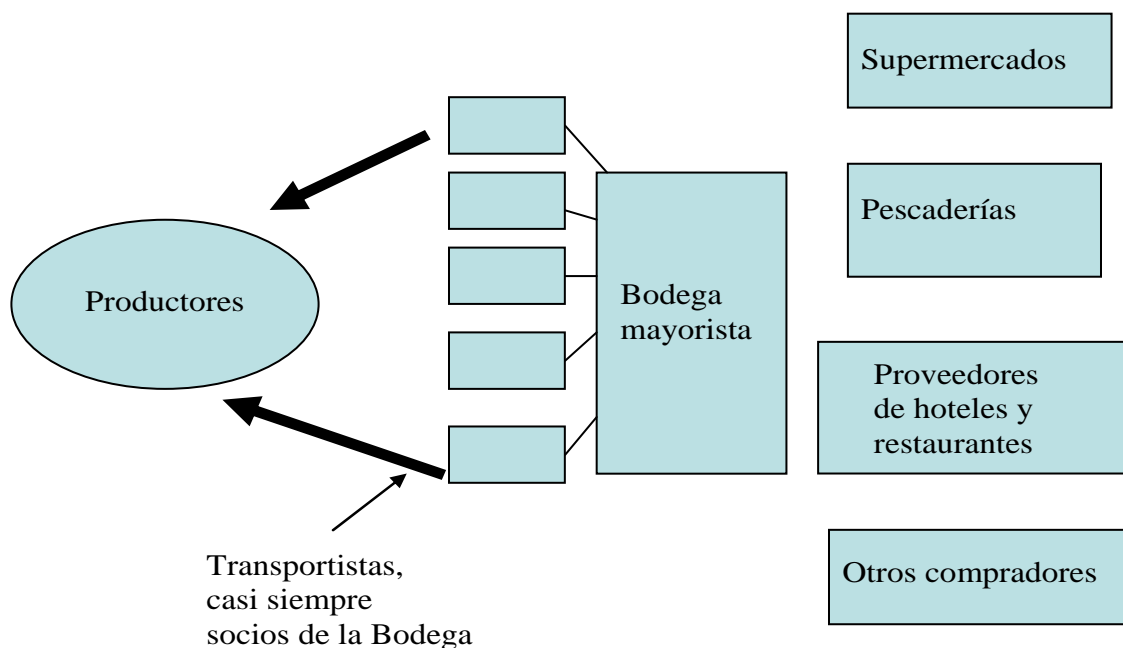 Supermercados
Pescaderías
Productores
Bodega
mayorista
Proveedores
de hoteles y
restaurantes
Transportistas,
casi siempre
socios de la Bodega
Otros compradores